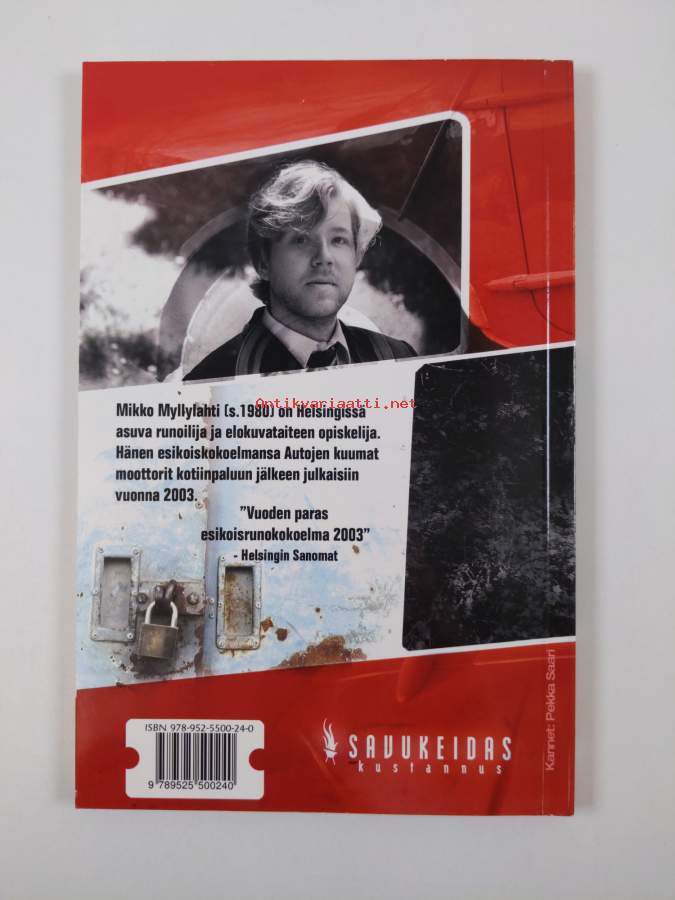 Antikvariaatti.net
Mikko Myllylahti (s.1980) on Helsingissä
asuva runoilija ja elokuvataiteen opiskelija.
Hänen esikoiskokoelmansa Autojen kuumat
moottorit kotiinpaluun jälkeen julkaisiin
vuonna 2003.
"Vuoden paras
esikoisrunokokoelma 2003"
- Helsingin Sanomat
ISBN 978-952-5500-24-0
9 789525 500240
SAVUKEIDAS
kustannus
Kannet: Pekka Saari